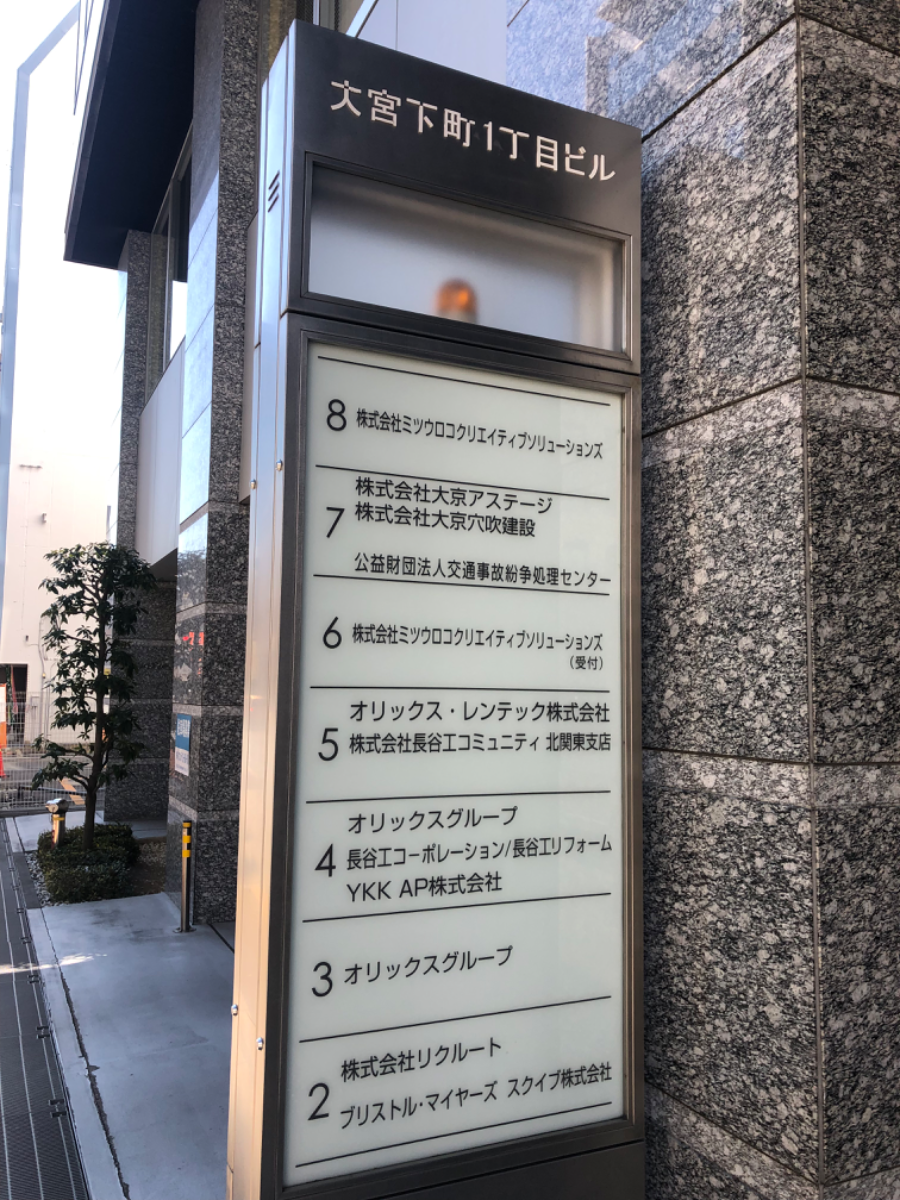 大宮下町1丁目ビル
8 株式会社ミツウロコクリエイティブソリューションズ
株式会社大京アステージ
7 株式会社大京穴吹建設
公益財団法人交通事故紛争処理センター
6 株式会社ミツウロコクリエイティブソリューションズ
(受付)
オリックス・レンテック株式会社
5 株式会社長谷工コミュニティ 北関東支店
オリックスグループ
4 長谷工コーポレーション/長谷工リフォーム
YKK AP株式会社
3 オリックスグループ
株式会社リクルート
2 ブリストル・マイヤーズ スクイブ株式会社